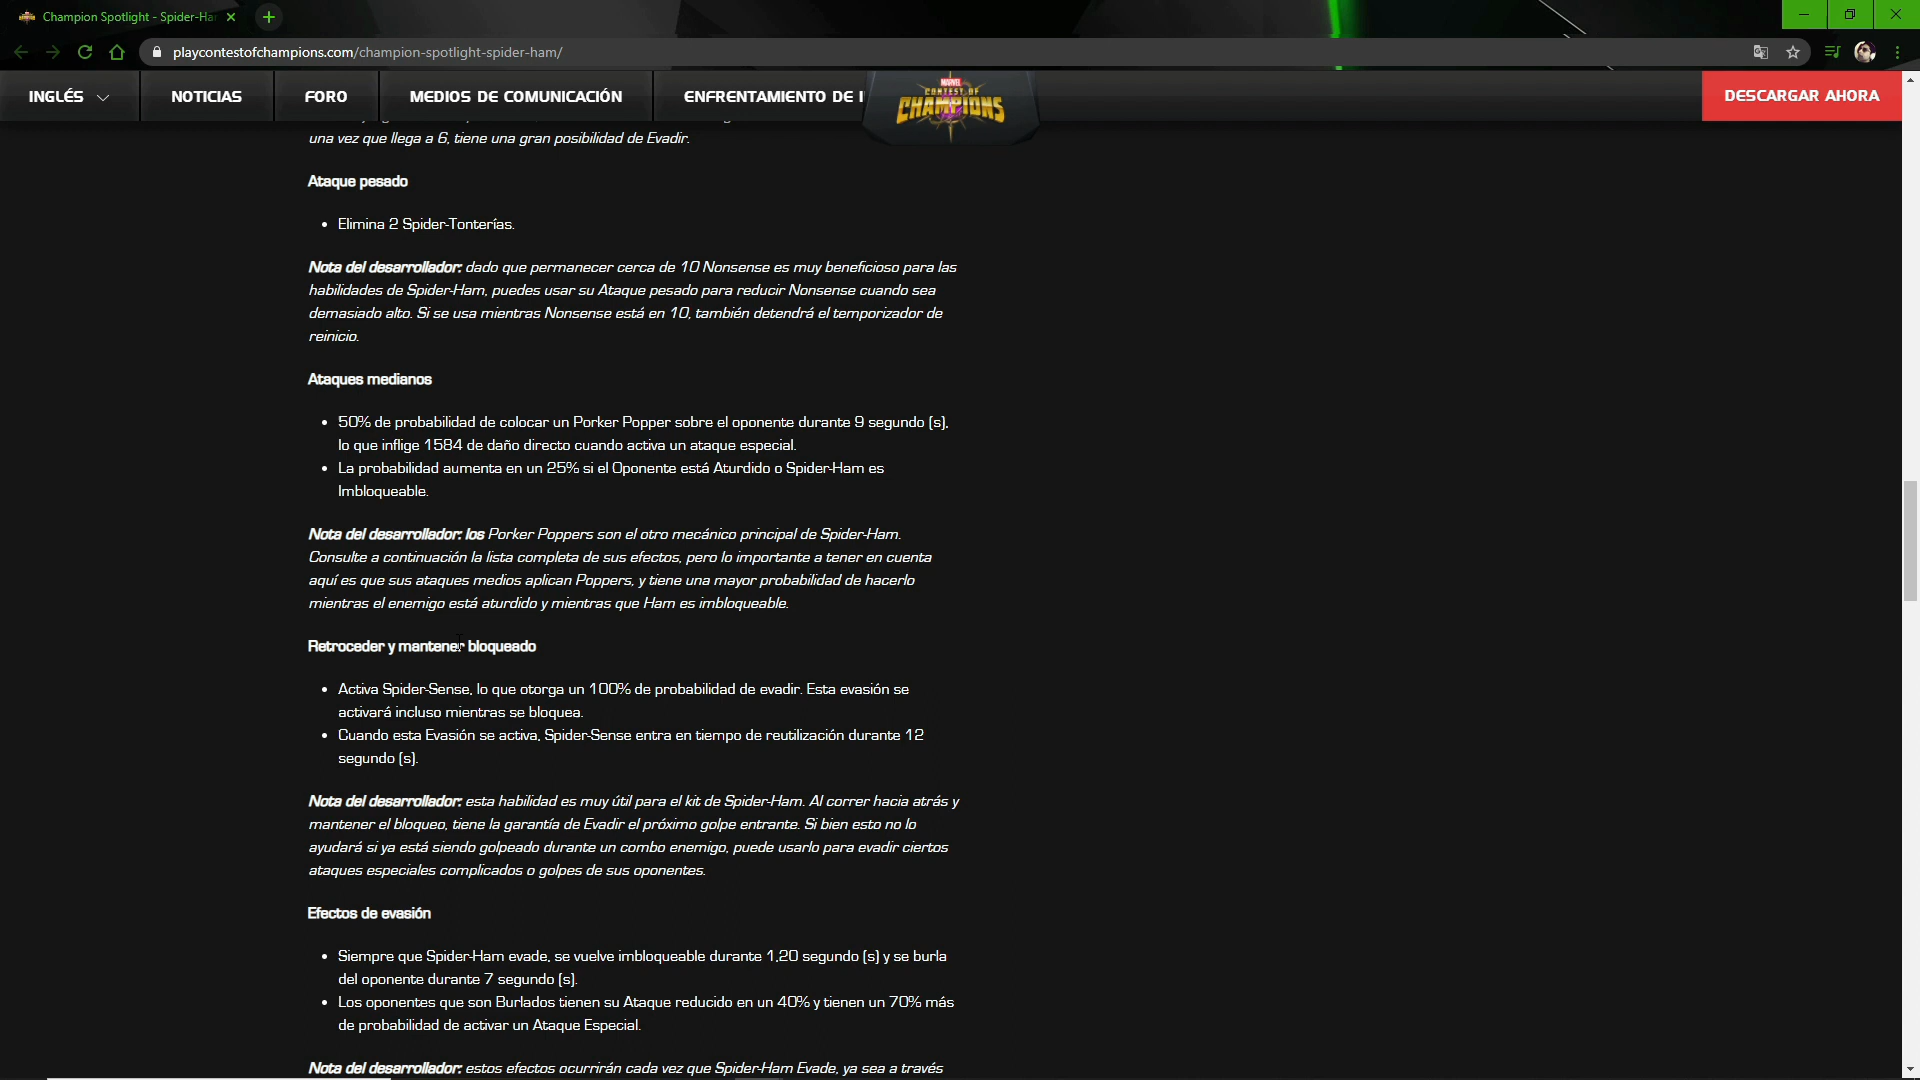 Champion Spotlight - Spider-Ha
playcontestofchampions.com/champion-spotlight-spider-ham/
INGLÉS
NOTICIAS
FORO
MEDIOS DE COMUNICACIÓN
ENFRENTAMIENTO DE I
MARVEL
CONTEST OF
CHAMPIONS
DESCARGAR AHORA
una vez que llega a 6, tiene una gran posibilidad de Evadir.
Ataque pesado
• Elimina 2 Spider-Tonterías.
Nota del desarrollador: dado que permanecer cerca de 10 Nonsense es muy beneficioso para las
habilidades de Spider-Ham, puedes usar su Ataque pesado para reducir Nonsense cuando sea
demasiado alto. Si se usa mientras Nonsense está en 10, también detendrá el temporizador de
reinicio.
Ataques medianos
• 50% de probabilidad de colocar un Porker Popper sobre el oponente durante 9 segundo (s),
lo que inflige 1584 de daño directo cuando activa un ataque especial.
• La probabilidad aumenta en un 25% si el Oponente está Aturdido o Spider-Ham es
Imbloqueable.
Nota del desarrollador: los Porker Poppers son el otro mecánico principal de Spider-Ham.
Consulte a continuación la lista completa de sus efectos, pero lo importante a tener en cuenta
aquí es que sus ataques medios aplican Poppers, y tiene una mayor probabilidad de hacerlo
mientras el enemigo está aturdido y mientras que Ham es imbloqueable.
Retroceder y mantener bloqueado
• Activa Spider-Sense, lo que otorga un 100% de probabilidad de evadir. Esta evasión se
activará incluso mientras se bloquea.
• Cuando esta Evasión se activa, Spider-Sense entra en tiempo de reutilización durante 12
segundo (s).
Nota del desarrollador: esta habilidad es muy útil para el kit de Spider-Ham. Al correr hacia atrás y
mantener el bloqueo, tiene la garantía de Evadir el próximo golpe entrante. Si bien esto no lo
ayudará si ya está siendo golpeado durante un combo enemigo, puede usarlo para evadir ciertos
ataques especiales complicados o golpes de sus oponentes.
Efectos de evasión
• Siempre que Spider-Ham evade, se vuelve imbloqueable durante 1,20 segundo (s) y se burla
del oponente durante 7 segundo (s).
• Los oponentes que son Burlados tienen su Ataque reducido en un 40% y tienen un 70% más
de probabilidad de activar un Ataque Especial.
Nota del desarrollador: estos efectos ocurrirán cada vez que Spider-Ham Evade, ya sea a través